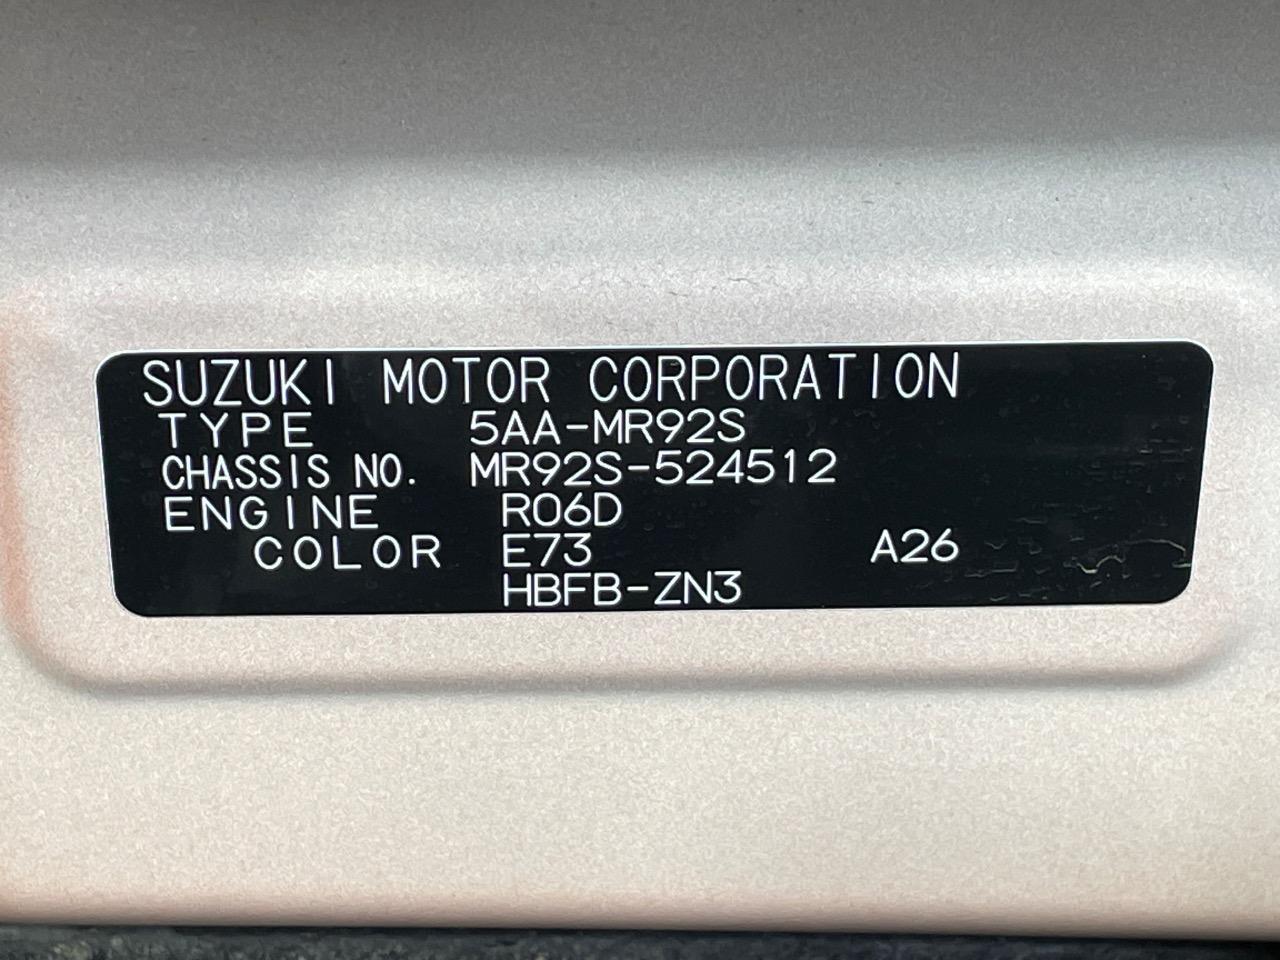 SUZUKI MOTOR CORPORATION
TYPE 5AA-MR92S
CHASSIS NO. MR92S-524512
ENGINE R06D
COLOR E73 A26
HBFB-ZN3